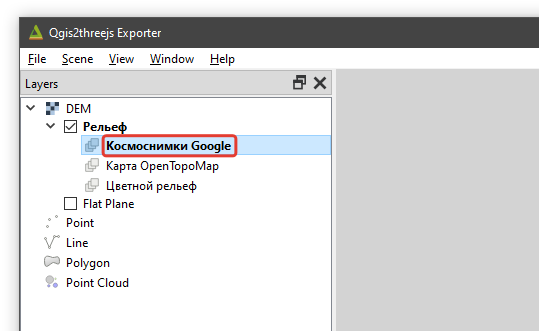 Qgis2threejs Exporter
File Scene View Window Help
Layers
DEM
Рельеф
Космоснимки Google
Карта OpenTopoMap
Цветной рельеф
Flat Plane
Point
Line
Polygon
Point Cloud